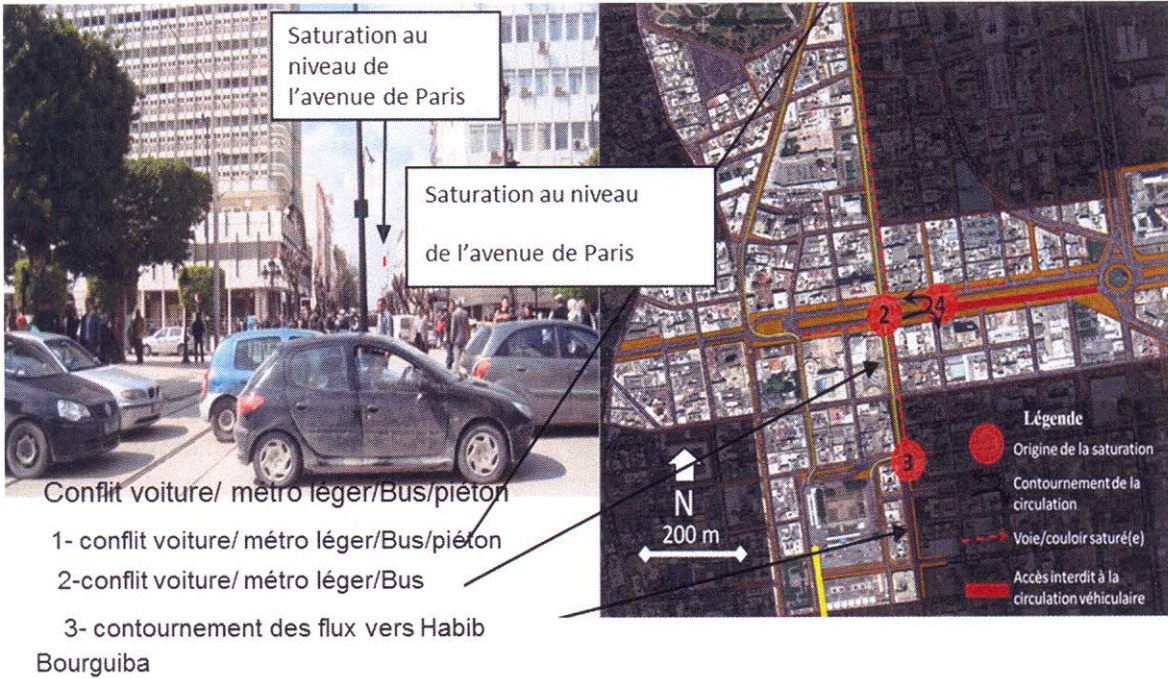 Saturation au
niveau de
l'avenue de Paris
Saturation au niveau
de l'avenue de Paris
Conflit voiture/ métro léger/Bus/piéton
1- conflit voiture/ métro léger/Bus/piéton
2-conflit voiture/ métro léger/Bus
3- contournement des flux vers Habib
Bourguiba
2
24
3
N
200 m
Légende
Origine de la saturation
Contournement de la
circulation
Voie/couloir saturé(e)
Accès interdit à la
circulation véhiculaire